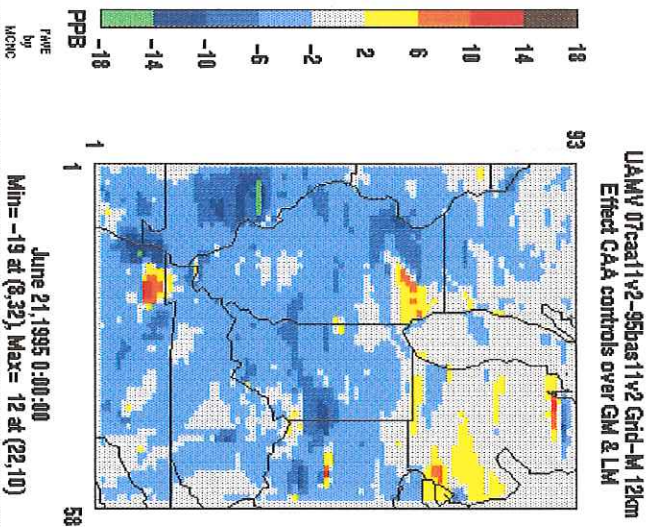 UAMV 07caa11v2-95bas11v2 Grid-M 12km
Effect CAA controls over GM & LM
PPB
18
14
10
6
2
-2
-6
-10
-14
-18
PAVE
by
MCNC
93
1
1
58
June 21,1995 0:00:00
Min= -19 at (8,32), Max= 12 at (22,10)